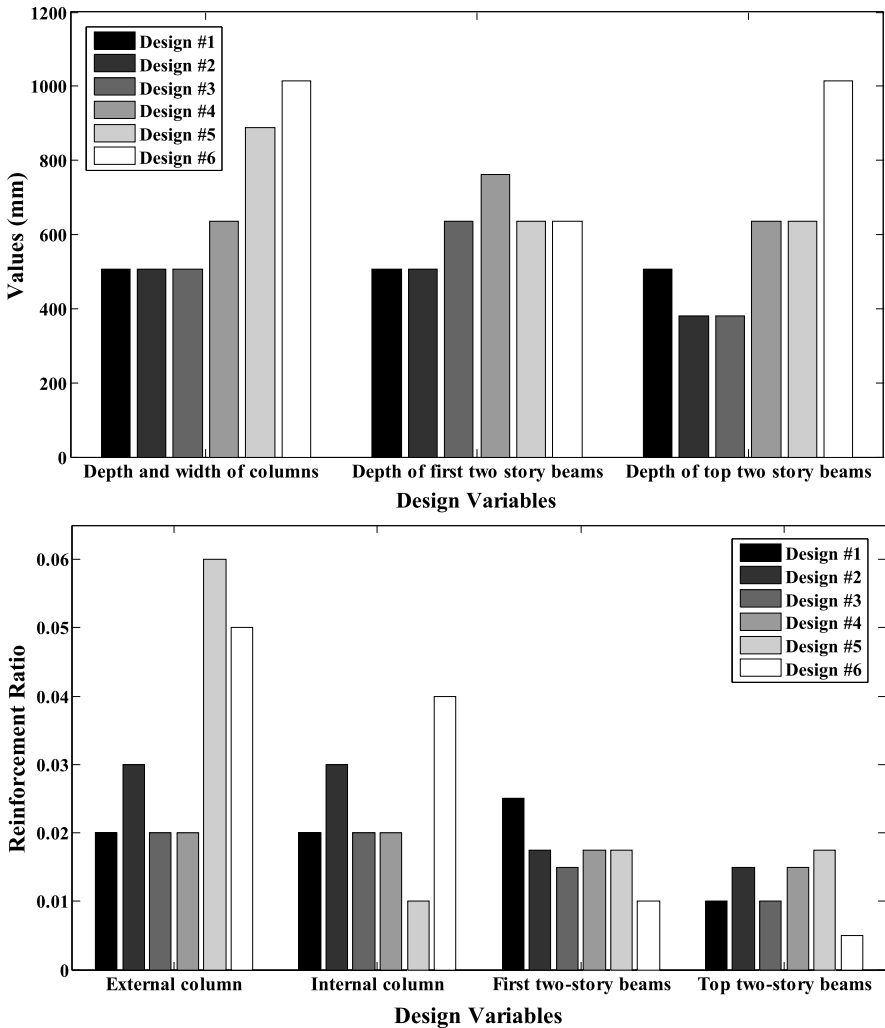 1200
1000
800
600
400
200
0
Values (mm)
Design #1
Design #2
Design #3
Design #4
Design #5
Design #6
Depth and width of columns
Depth of first two story beams
Depth of top two story beams
Design Variables
0.06
0.05
0.04
0.03
0.02
0.01
0
Reinforcement Ratio
Design #1
Design #2
Design #3
Design #4
Design #5
Design #6
External column
Internal column
First two-story beams
Top two-story beams
Design Variables